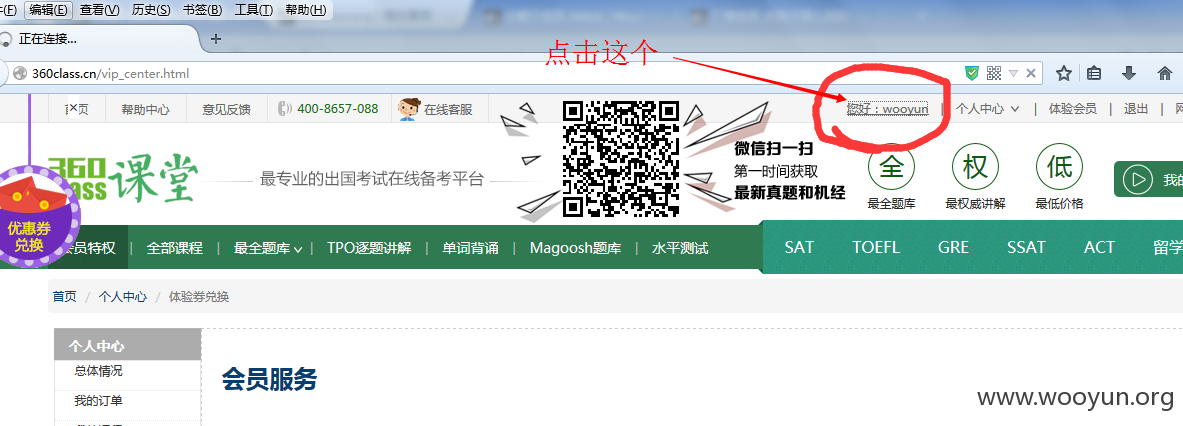 (F) 编辑(E) 查看(V) 历史(S) 书签(B) 工具(T) 帮助(H)
正在连接...
点击这个
360class.cn/vip_center.html
页 帮助中心 意见反馈 400-8657-088 在线客服 您好：wooyun 个人中心 体验会员 退出
360class 课堂
最专业的出国考试在线备考平台
微信扫一扫
第一时间获取
最新真题和机经
全 权 低
最全题库 最权威讲解 最低价格
优惠券
兑换
会员特权 全部课程 最全题库 TPO逐题讲解 单词背诵 Magoosh题库 水平测试 SAT TOEFL GRE SSAT ACT 留学
首页 / 个人中心 / 体验券兑换
个人中心
总体情况
我的订单
会员服务
www.wooyun.org